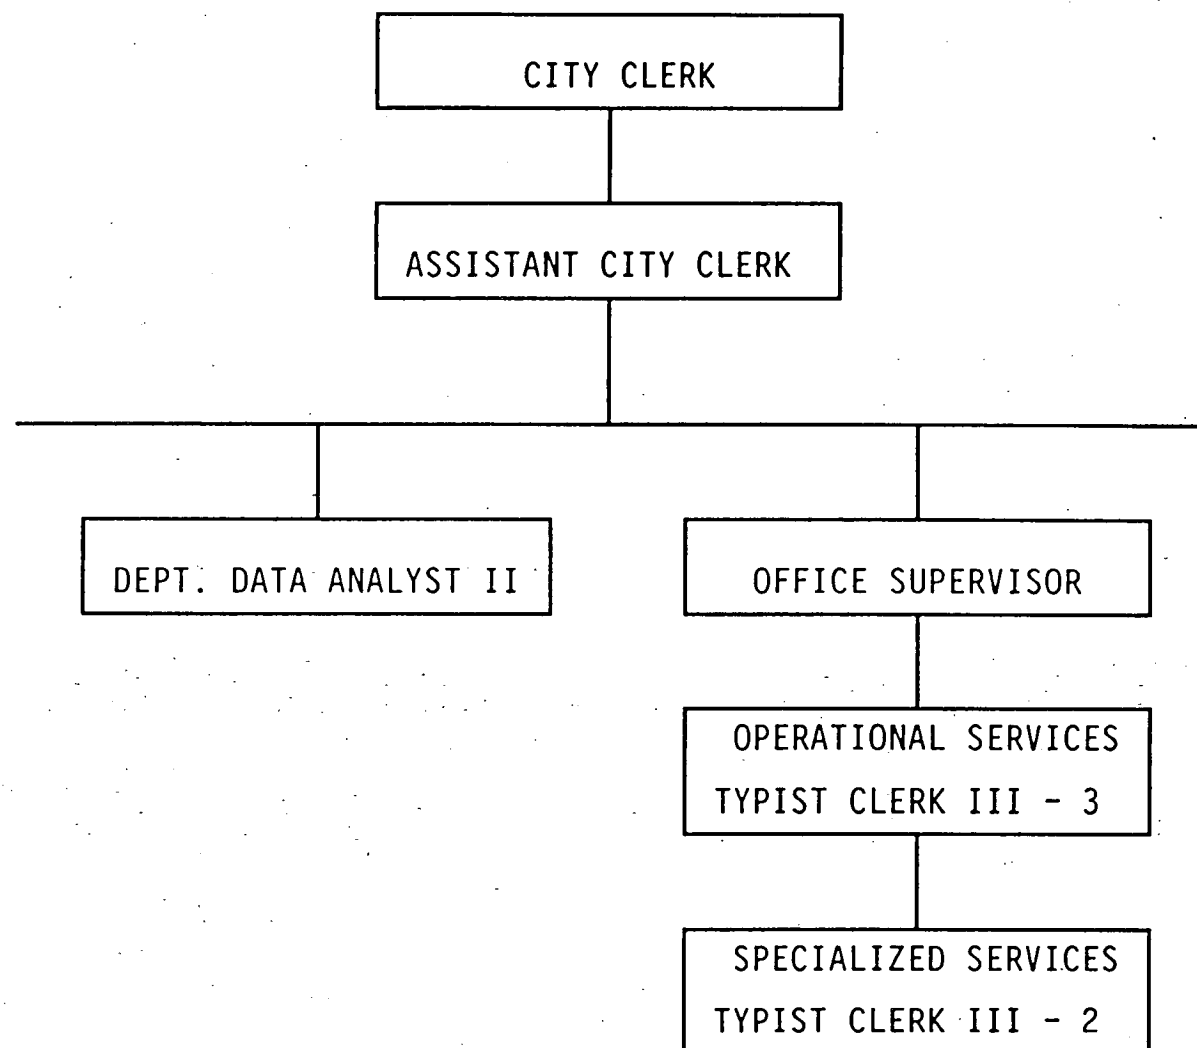 CITY CLERK
ASSISTANT CITY CLERK
DEPT. DATA ANALYST II
OFFICE SUPERVISOR
OPERATIONAL SERVICES
TYPIST CLERK III - 3
SPECIALIZED SERVICES
TYPIST CLERK III - 2